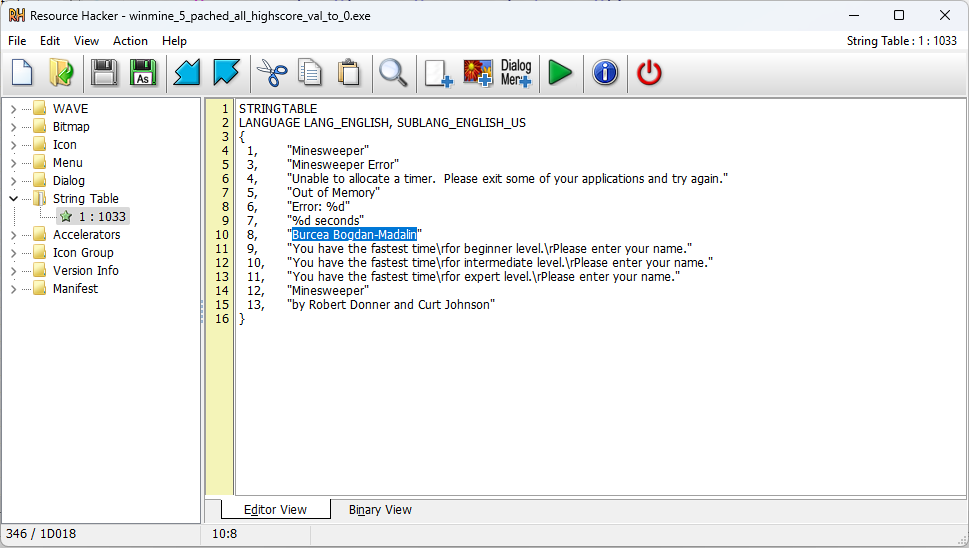 Resource Hacker - winmine_5_pached_all_highscore_val_to_0.exe
File Edit View Action Help
String Table : 1 : 1033
As
Dialog
Mer+
WAVE
Bitmap
Icon
Menu
Dialog
String Table
1 : 1033
Accelerators
Icon Group
Version Info
Manifest
1 STRINGTABLE
2 LANGUAGE LANG_ENGLISH, SUBLANG_ENGLISH_US
3 {
4 1, "Minesweeper"
5 3, "Minesweeper Error"
6 4, "Unable to allocate a timer.  Please exit some of your applications and try again."
7 5, "Out of Memory"
8 6, "Error: %d"
9 7, "%d seconds"
10 8, "Burcea Bogdan-Madalin"
11 9, "You have the fastest time\rfor beginner level.\rPlease enter your name."
12 10, "You have the fastest time\rfor intermediate level.\rPlease enter your name."
13 11, "You have the fastest time\rfor expert level.\rPlease enter your name."
14 12, "Minesweeper"
15 13, "by Robert Donner and Curt Johnson"
16 }
Editor View Binary View
346 / 1D018 10:8